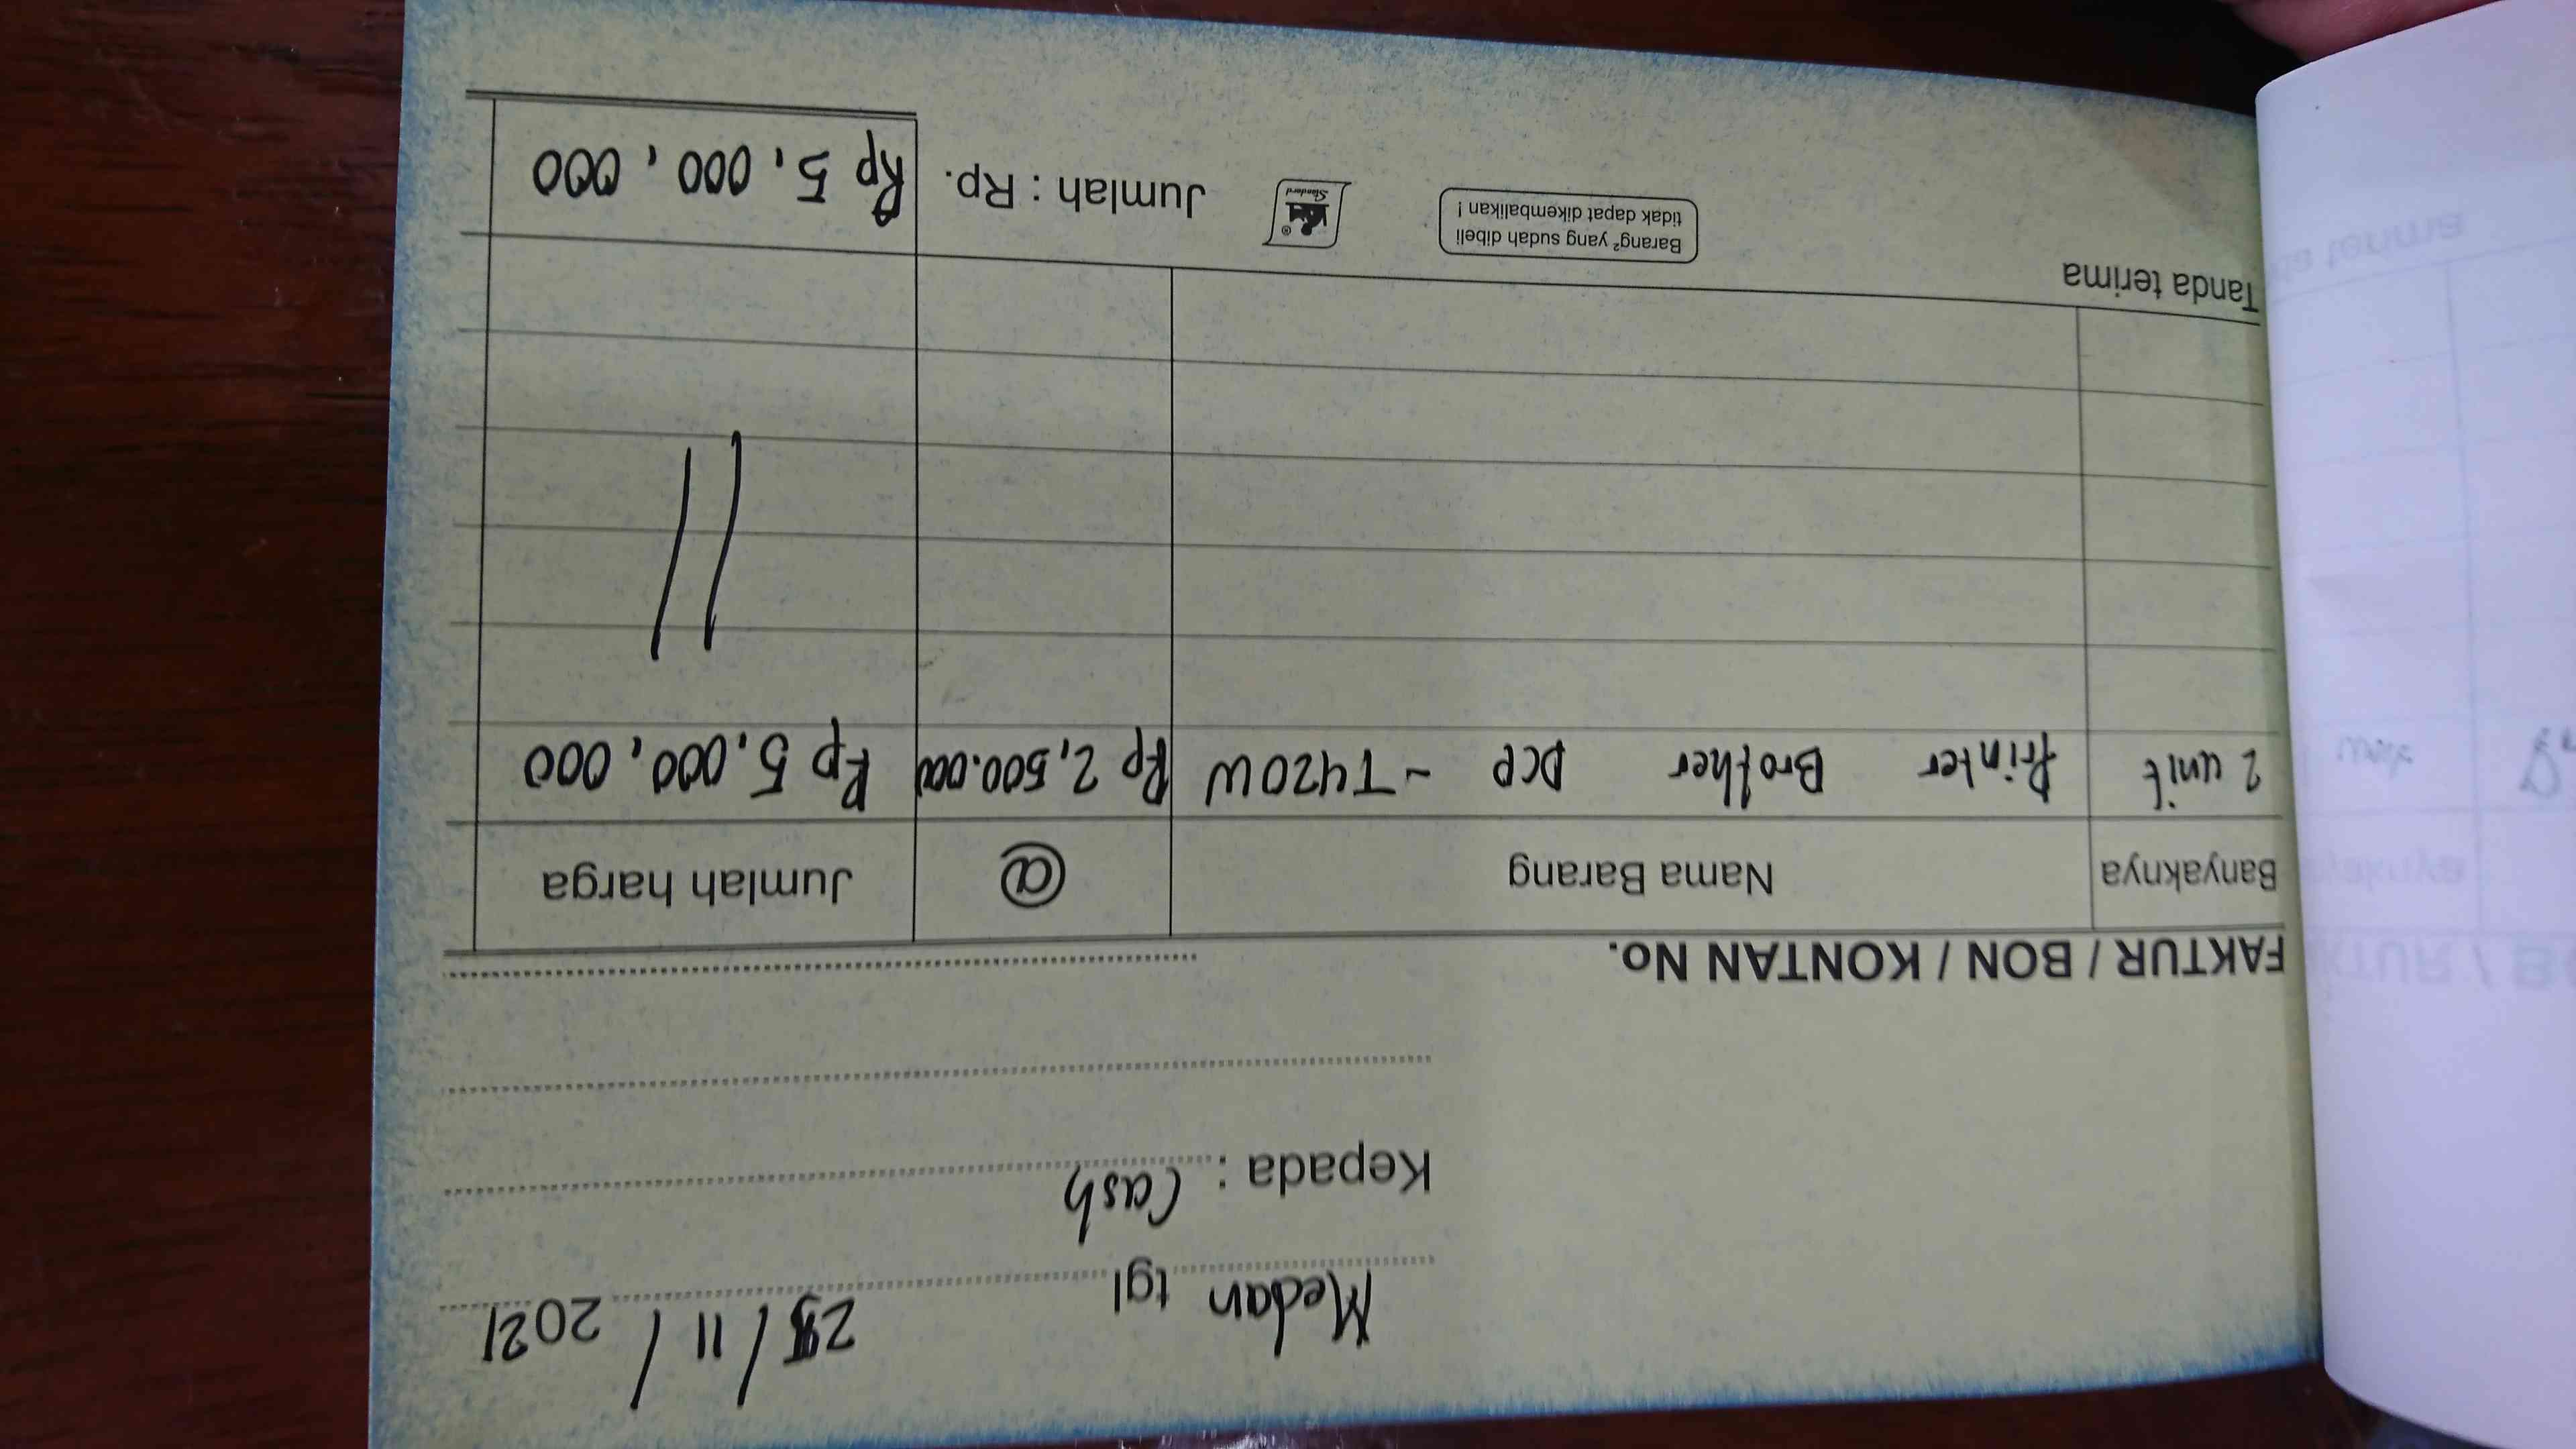 Medan tgl / 11 / 2021
Kepada : Cash
FAKTUR / BON / KONTAN No.
Banyaknya Nama Barang @ Jumlah harga
2 unit Printer Brother DCP - T420W Rp 2,500.000 Rp 5,000,000
Tanda terima
Barang² yang sudah dibeli
tidak dapat dikembalikan !
Standard
Jumlah : Rp. Rp 5,000,000